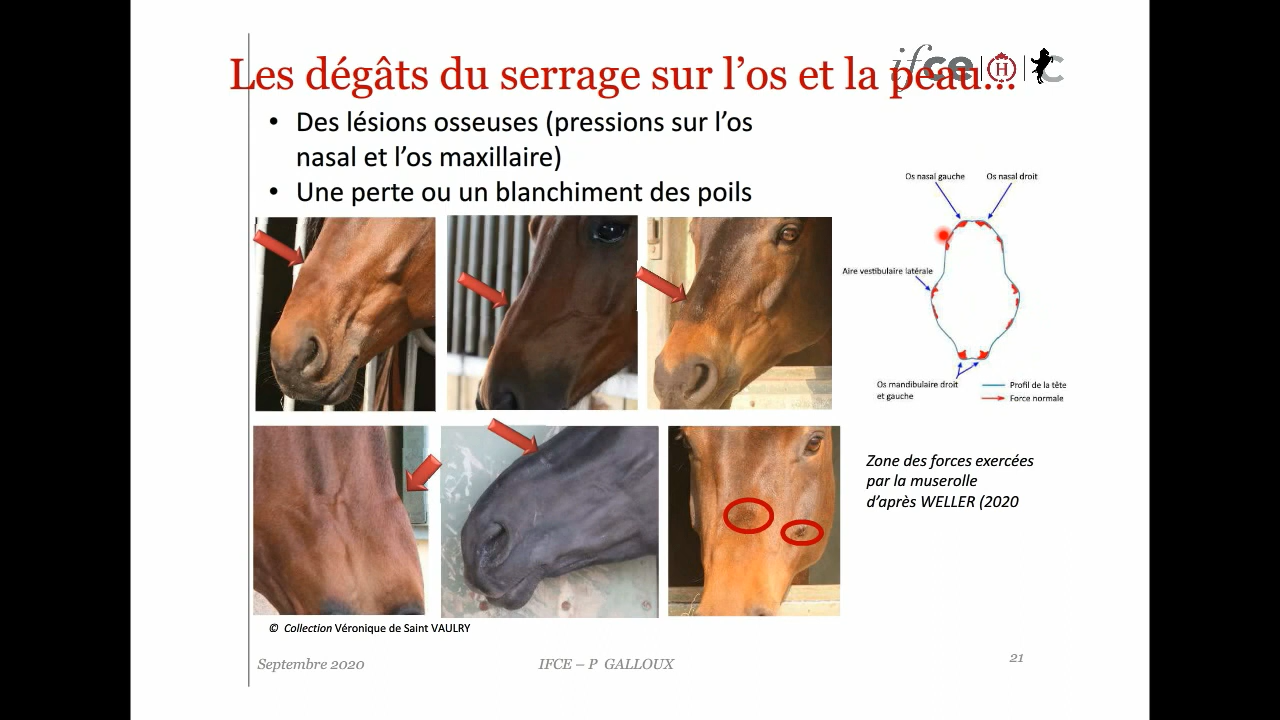 Les dégâts du serrage sur l’os et la peau...
ifce
H
• Des lésions osseuses (pressions sur l’os
nasal et l’os maxillaire)
• Une perte ou un blanchiment des poils
Os nasal gauche
Os nasal droit
Aire vestibulaire latérale
Os mandibulaire droit
et gauche
Profil de la tête
Force normale
Zone des forces exercées
par la muserolle
d’après WELLER (2020
© Collection Véronique de Saint VAULRY
Septembre 2020
IFCE – P GALLOUX
21